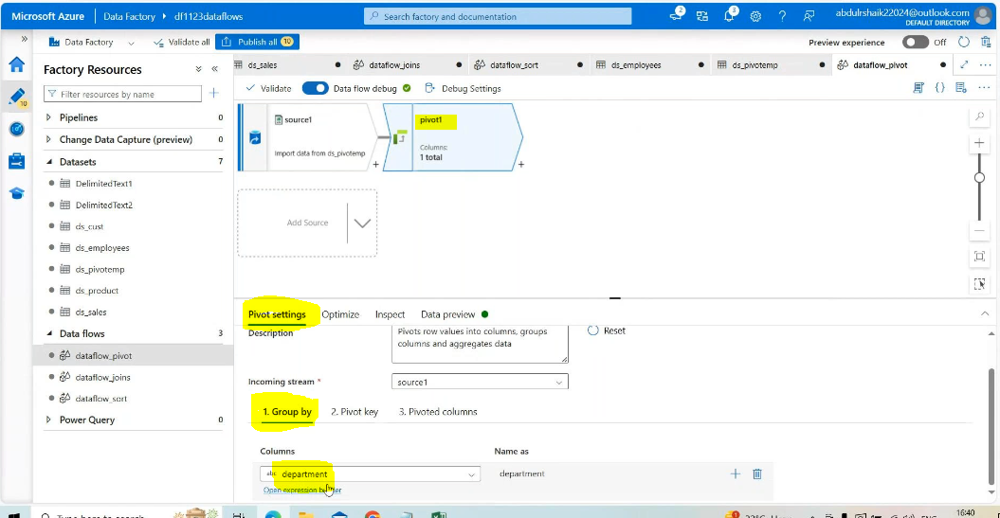 Microsoft Azure
Data Factory
df1123dataflows
Search factory and documentation
2
3
abdulrshaik22024@outlook.com
DEFAULT DIRECTORY
Data Factory
Validate all
Publish all 10
Preview experience
Off
Factory Resources
Filter resources by name
Pipelines 0
Change Data Capture (preview) 0
Datasets 7
DelimitedText1
DelimitedText2
ds_cust
ds_employees
ds_pivotemp
ds_product
ds_sales
Data flows 3
dataflow_pivot
dataflow_joins
dataflow_sort
Power Query 0
10
ds_sales
dataflow_joins
dataflow_sort
ds_employees
ds_pivotemp
dataflow_pivot
Validate
Data flow debug
Debug Settings
source1
Import data from ds_pivotemp
pivot1
Columns:
1 total
Add Source
Pivot settings
Optimize
Inspect
Data preview
Description
Pivots row values into columns, groups
columns and aggregates data
Reset
Incoming stream *
source1
1. Group by
2. Pivot key
3. Pivoted columns
Columns
Name as
abc department
department
Open expression
Type here to search
16:40